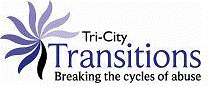 Tri-City
Transitions
Breaking the cycles of abuse